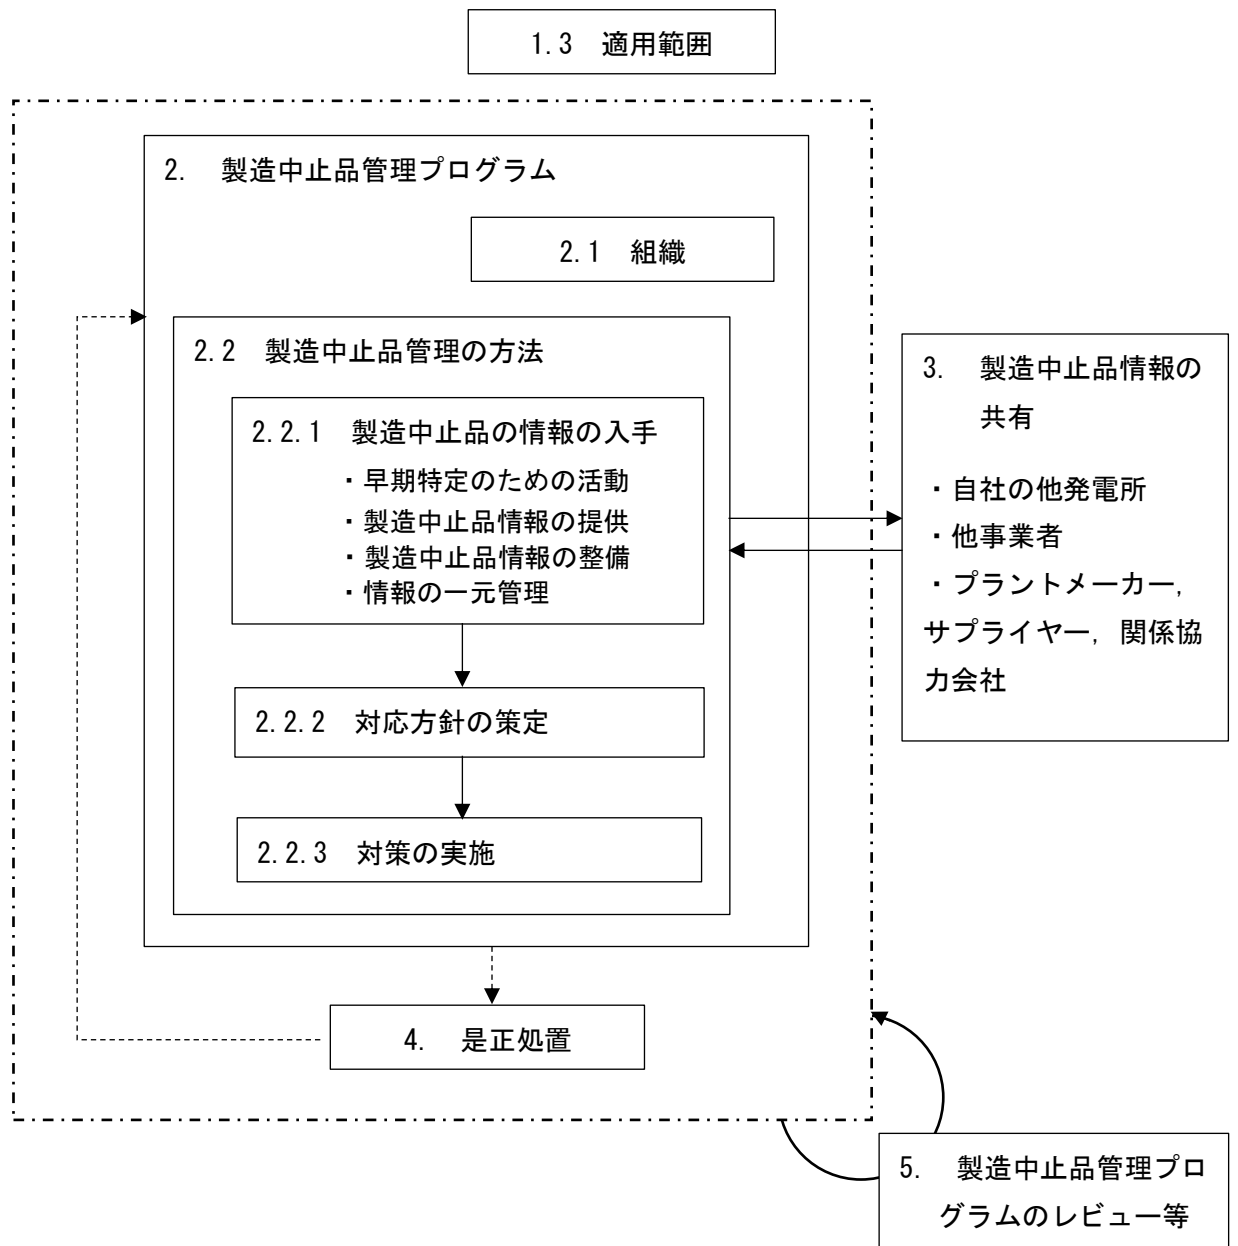 1.3 適用範囲
2. 製造中止品管理プログラム
2.1 組織
2.2 製造中止品管理の方法
2.2.1 製造中止品の情報の入手
・早期特定のための活動
・製造中止品情報の提供
・製造中止品情報の整備
・情報の一元管理
2.2.2 対応方針の策定
2.2.3 対策の実施
3. 製造中止品情報の
共有
・自社の他発電所
・他事業者
・プラントメーカー,
サプライヤー, 関係協
力会社
4. 是正処置
5. 製造中止品管理プロ
グラムのレビュー等